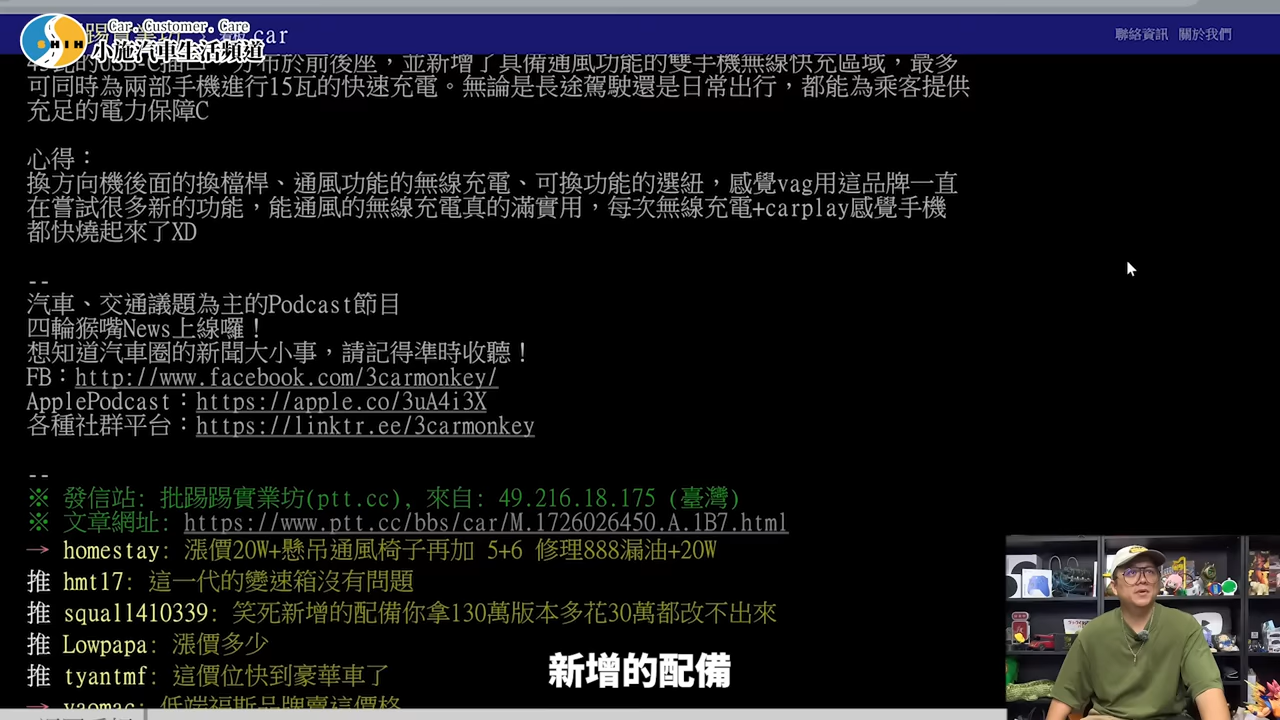 Car. Customer. Care
SHIH
小施汽車生活頻道
car
聯絡資訊 關於我們
可同時為兩部手機進行15瓦的快速充電。無論是長途駕駛還是日常出行，都能為乘客提供
充足的電力保障C
心得：
換方向機後面的換檔桿、通風功能的無線充電、可換功能的選紐，感覺vag用這品牌一直
在嘗試很多新的功能，能通風的無線充電真的滿實用，每次無線充電+carplay感覺手機
都快燒起來了XD
--
汽車、交通議題為主的Podcast節目
四輪猴嘴News上線囉！
想知道汽車圈的新聞大小事，請記得準時收聽！
FB：http://www.facebook.com/3carmonkey/
ApplePodcast：https://apple.co/3uA4i3X
各種社群平台：https://linktr.ee/3carmonkey
--
※ 發信站: 批踢踢實業坊(ptt.cc), 來自: 49.216.18.175 (臺灣)
※ 文章網址: https://www.ptt.cc/bbs/car/M.1726026450.A.1B7.html
→ homestay: 漲價20W+懸吊通風椅子再加 5+6 修理888漏油+20W
推 hmt17: 這一代的變速箱沒有問題
推 squall410339: 笑死新增的配備你拿130萬版本多花30萬都改不出來
推 Lowpapa: 漲價多少
推 tyantmf: 這價位快到豪華車了
新增的配備